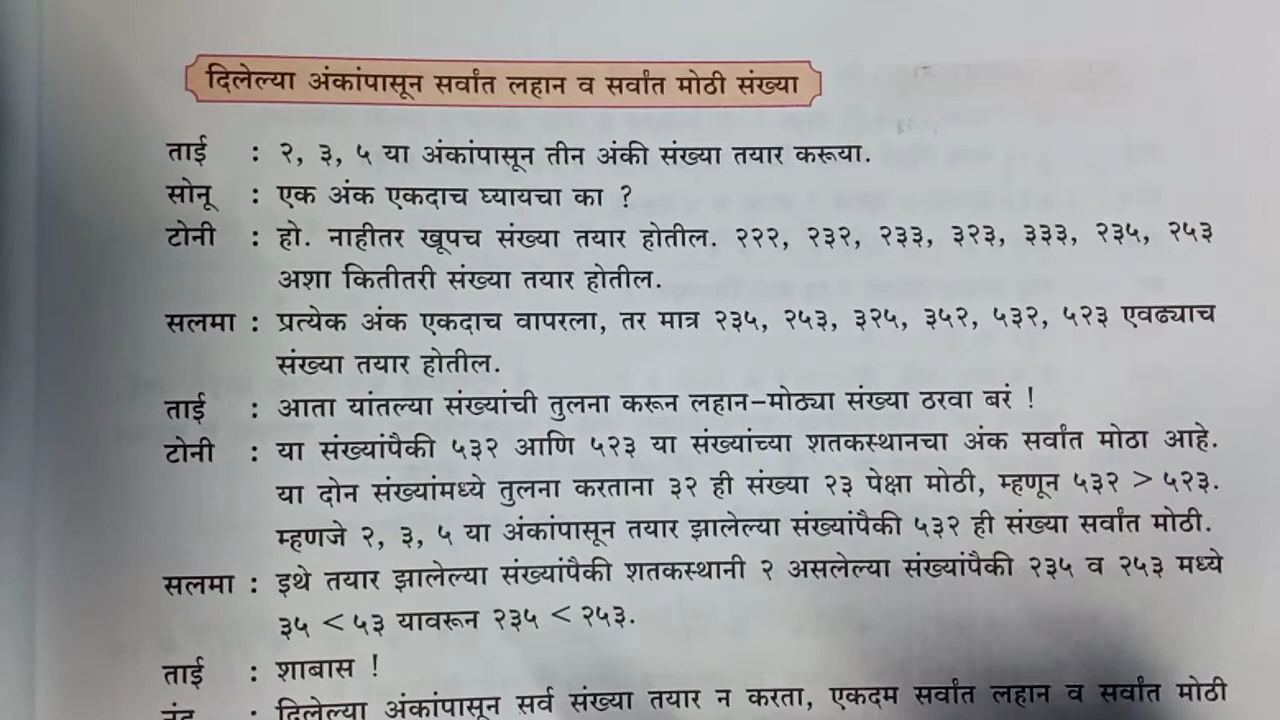 दिलेल्या अंकांपासून सर्वांत लहान व सर्वांत मोठी संख्या
ताई : २, ३, ५ या अंकांपासून तीन अंकी संख्या तयार करूया.
सोनू : एक अंक एकदाच घ्यायचा का ?
टोनी : हो. नाहीतर खूपच संख्या तयार होतील. २२२, २३२, २३३, ३२३, ३३३, २३५, २५३
अशा कितीतरी संख्या तयार होतील.
सलमा : प्रत्येक अंक एकदाच वापरला, तर मात्र २३५, २५३, ३२५, ३५२, ५३२, ५२३ एवढ्याच
संख्या तयार होतील.
ताई : आता यांतल्या संख्यांची तुलना करून लहान-मोठ्या संख्या ठरवा बरं !
टोनी : या संख्यांपैकी ५३२ आणि ५२३ या संख्यांच्या शतकस्थानचा अंक सर्वांत मोठा आहे.
या दोन संख्यांमध्ये तुलना करताना ३२ ही संख्या २३ पेक्षा मोठी, म्हणून ५३२ > ५२३.
म्हणजे २, ३, ५ या अंकांपासून तयार झालेल्या संख्यांपैकी ५३२ ही संख्या सर्वांत मोठी.
सलमा : इथे तयार झालेल्या संख्यांपैकी शतकस्थानी २ असलेल्या संख्यांपैकी २३५ व २५३ मध्ये
३५ < ५३ यावरून २३५ < २५३.
ताई : शाबास !
: दिलेल्या अंकांपासून सर्व संख्या तयार न करता, एकदम सर्वांत लहान व सर्वांत मोठी